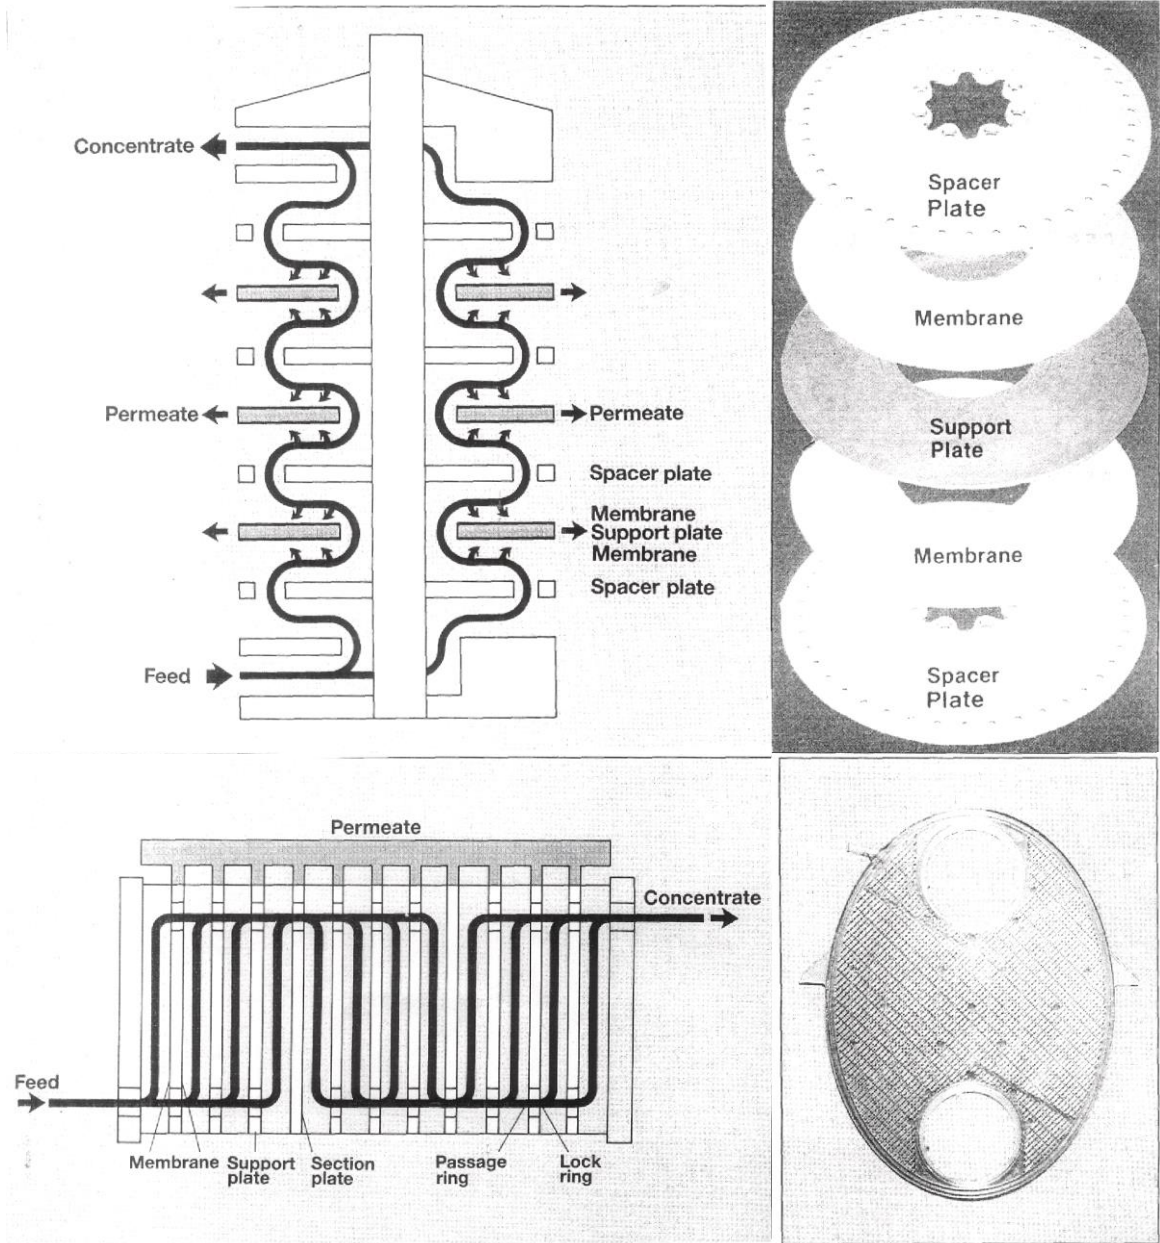 Concentrate
Permeate
Permeate
Spacer plate
Membrane
Support plate
Membrane
Spacer plate
Feed
Spacer
Plate
Membrane
Support
Plate
Membrane
Spacer
Plate
Permeate
Concentrate
Feed
Membrane
Support
plate
Section
plate
Passage
ring
Lock
ring